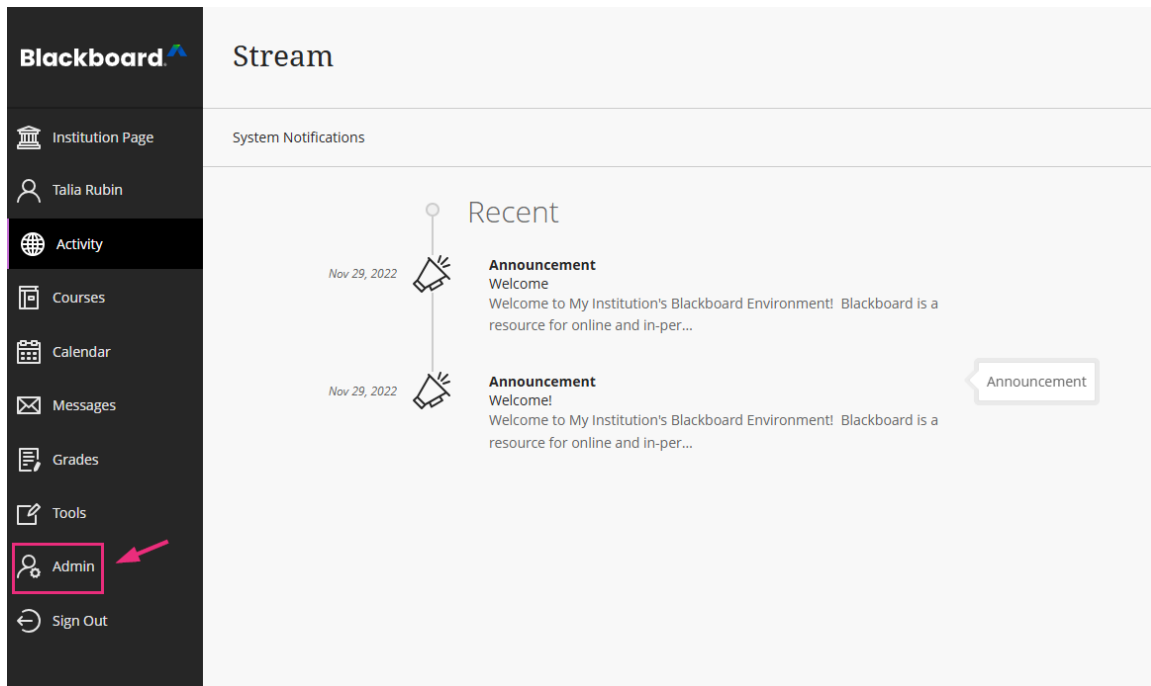 Blackboard.
Institution Page
Talia Rubin
Activity
Courses
Calendar
Messages
Grades
Tools
Admin
Sign Out
Stream
System Notifications
Recent
Nov 29, 2022
Announcement
Welcome
Welcome to My Institution's Blackboard Environment!  Blackboard is a
resource for online and in-per...
Nov 29, 2022
Announcement
Welcome!
Welcome to My Institution's Blackboard Environment!  Blackboard is a
resource for online and in-per...
Announcement